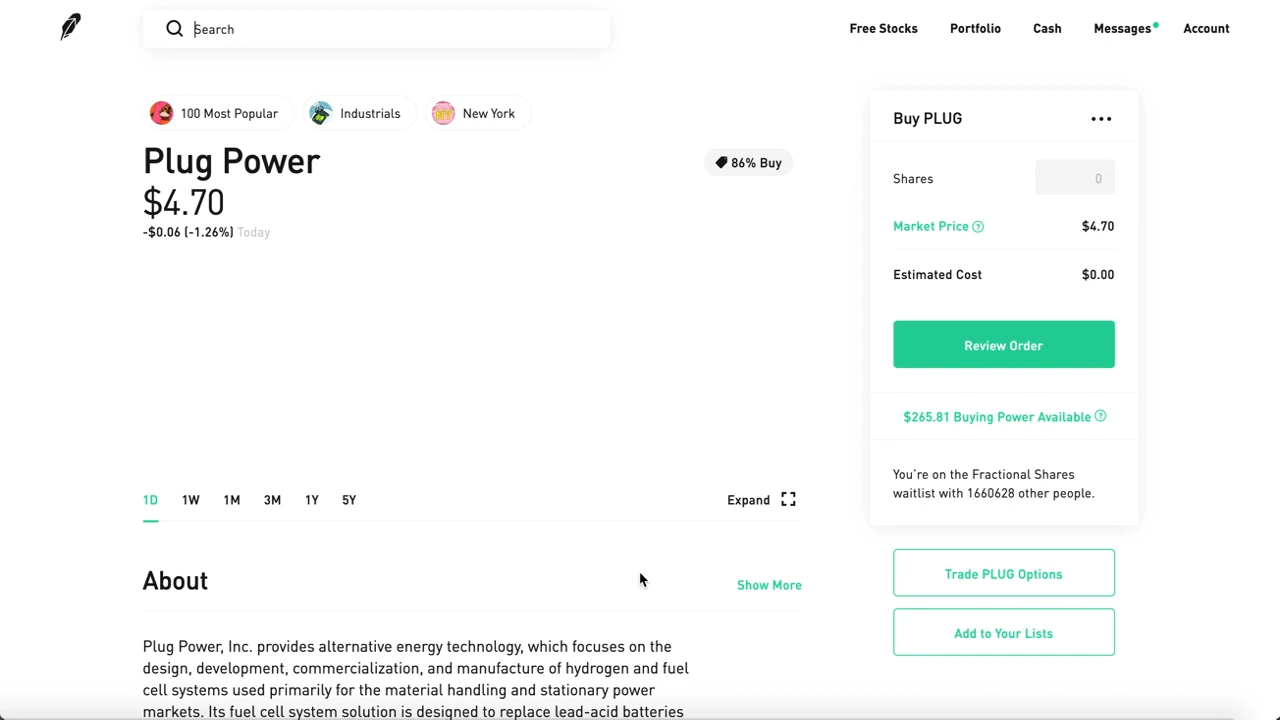 Search
Free Stocks
Portfolio
Cash
Messages
Account
100 Most Popular
Industrials
NY
New York
Plug Power
$4.70
-$0.06 (-1.26%) Today
86% Buy
1D
1W
1M
3M
1Y
5Y
Expand
About
Show More
Plug Power, Inc. provides alternative energy technology, which focuses on the
design, development, commercialization, and manufacture of hydrogen and fuel
cell systems used primarily for the material handling and stationary power
markets. Its fuel cell system solution is designed to replace lead-acid batteries
Buy PLUG
Shares
0
Market Price ?
$4.70
Estimated Cost
$0.00
Review Order
$265.81 Buying Power Available ?
You're on the Fractional Shares
waitlist with 1660628 other people.
Trade PLUG Options
Add to Your Lists